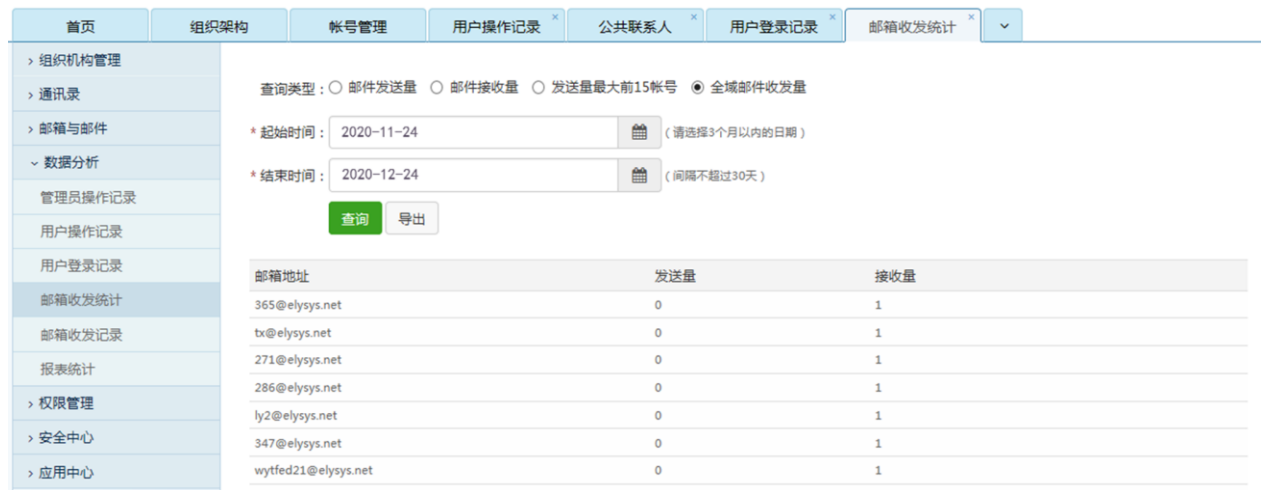 首页 组织架构 帐号管理 用户操作记录 × 公共联系人 × 用户登录记录 × 邮箱收发统计 ×
组织机构管理
通讯录
邮箱与邮件
数据分析
管理员操作记录
用户操作记录
用户登录记录
邮箱收发统计
邮箱收发记录
报表统计
权限管理
安全中心
应用中心
查询类型： 邮件发送量 邮件接收量 发送量最大前15帐号 全域邮件收发量
* 起始时间： 2020-11-24 （请选择3个月以内的日期）
* 结束时间： 2020-12-24 （间隔不超过30天）
查询 导出
邮箱地址 发送量 接收量
365@elysys.net 0 1
tx@elysys.net 0 1
271@elysys.net 0 1
286@elysys.net 0 1
ly2@elysys.net 0 1
347@elysys.net 0 1
wytfed21@elysys.net 0 1